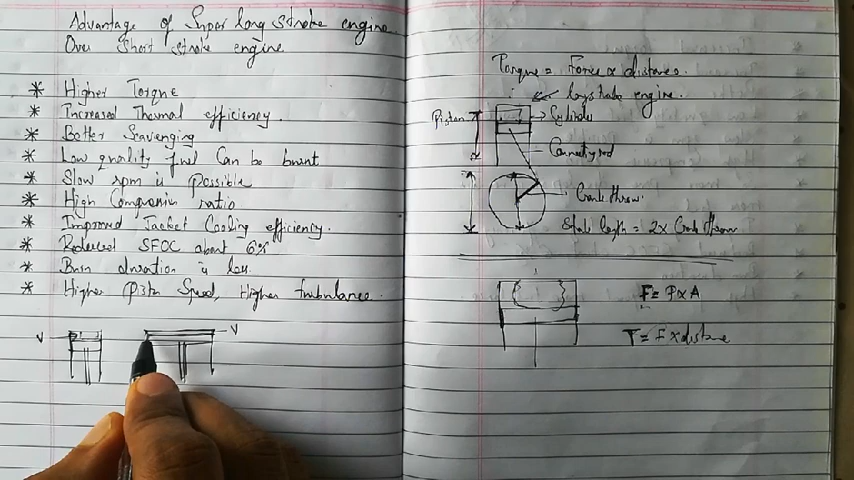 Advantage of Super long stroke engine
Over Short stroke engine
* Higher Torque
* Increased Thermal efficiency.
* Better Scavenging
* Low quality fuel Can be burnt
* Slow rpm is possible
* High Compression ratio
* Improved Jacket Cooling efficiency.
* Reduced SFOC about 6%
* Burn duration is less
* Higher Piston Speed, Higher turbulance.
V
V
Torque = Force x distance.
long stroke engine.
Piston
Cylinder
Connecting rod
Crank throw.
Stroke length = 2x Crank throw
F = P x A
T = F x distance